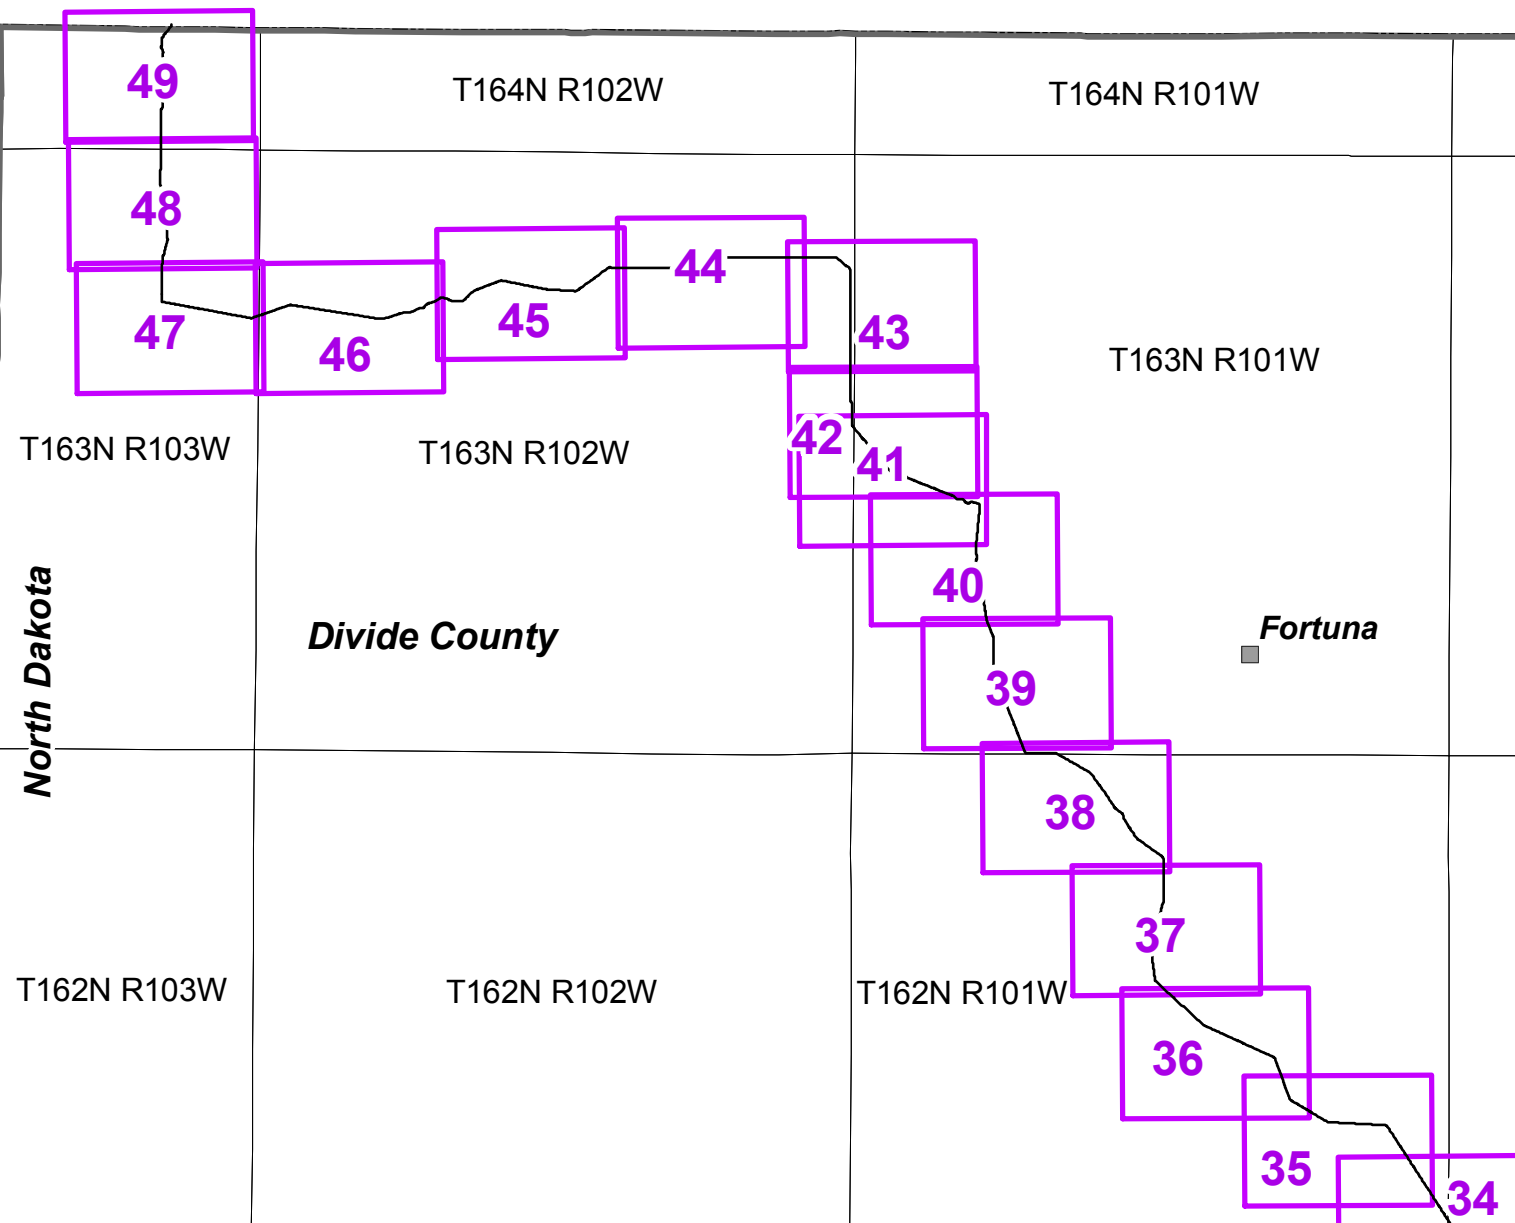 49
T164N R102W
T164N R101W
48
44
45
43
47
46
T163N R101W
42
41
T163N R103W
T163N R102W
40
North Dakota
Divide County
Fortuna
39
38
37
T162N R103W
T162N R102W
T162N R101W
36
35
34